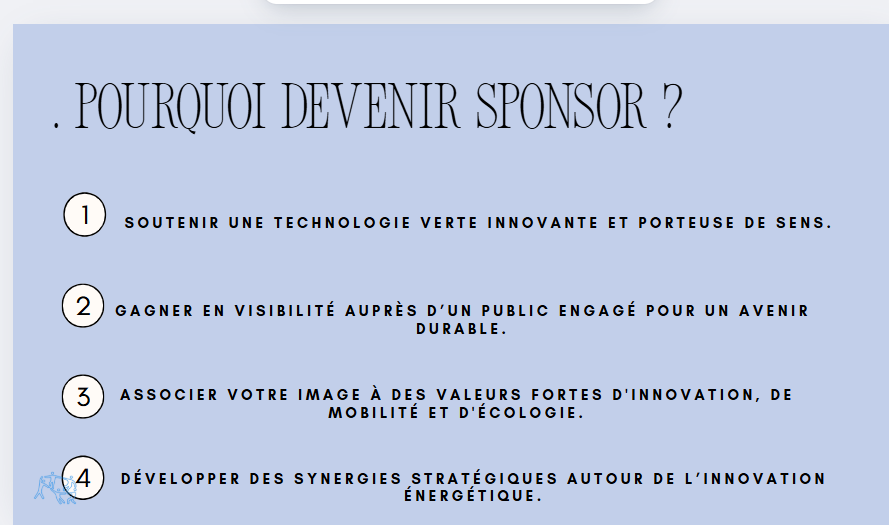 . POURQUOI DEVENIR SPONSOR ?
1 SOUTENIR UNE TECHNOLOGIE VERTE INNOVANTE ET PORTEUSE DE SENS.
2 GAGNER EN VISIBILITÉ AUPRÈS D’UN PUBLIC ENGAGÉ POUR UN AVENIR
DURABLE.
3 ASSOCIER VOTRE IMAGE À DES VALEURS FORTES D'INNOVATION, DE
MOBILITÉ ET D'ÉCOLOGIE.
4 DÉVELOPPER DES SYNERGIES STRATÉGIQUES AUTOUR DE L’INNOVATION
ÉNERGÉTIQUE.